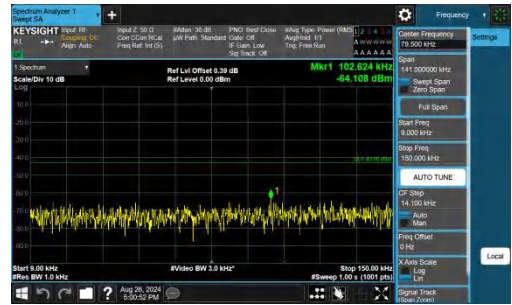 Spectrum Analyzer 1
Swept SA
Frequency
KEYSIGHT Input: RF
Coupling: DC
Align: Auto
Input Z: 50 Ω
Corr CCorr RCal
Freq Ref: Int (S)
#Atten: 30 dB
µW Path: Standard
PNO: Best Close
Gate: Off
IF Gain: Low
Sig Track: Off
#Avg Type: Power (RMS)
Avg|Hold: 1/1
Trig: Free Run
1 Spectrum
Scale/Div 10 dB
Log
Ref Lvl Offset 0.39 dB
Ref Level 0.00 dBm
Mkr1 102.624 kHz
-64.108 dBm
1
Start 9.00 kHz
#Res BW 1.0 kHz
#Video BW 3.0 kHz*
Stop 150.00 kHz
#Sweep 1.00 s (1001 pts)
Aug 26, 2024
5:00:52 PM
Center Frequency
79.500 kHz
Settings
Span
141.000000 kHz
Swept Span
Zero Span
Full Span
Start Freq
9.000 kHz
Stop Freq
150.000 kHz
AUTO TUNE
CF Step
14.100 kHz
Auto
Man
Freq Offset
0 Hz
X Axis Scale
Log
Lin
Local
Signal Track
(Span Zoom)